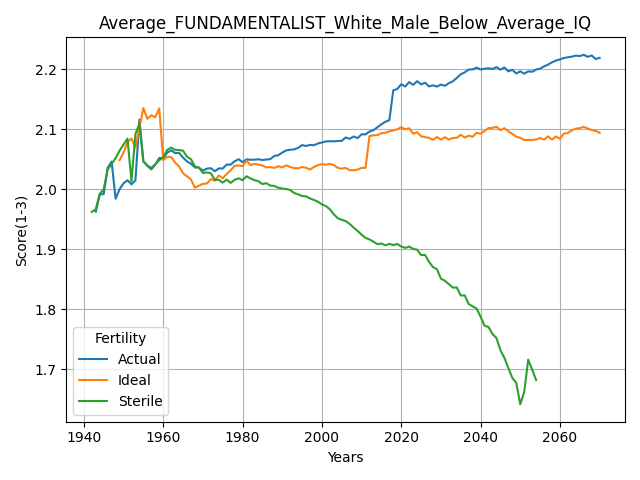 Average_FUNDAMENTALIST_White_Male_Below_Average_IQ
Score(1-3)
2.2
2.1
2.0
1.9
1.8
1.7
Fertility
Actual
Ideal
Sterile
1940 1960 1980 2000 2020 2040 2060
Years